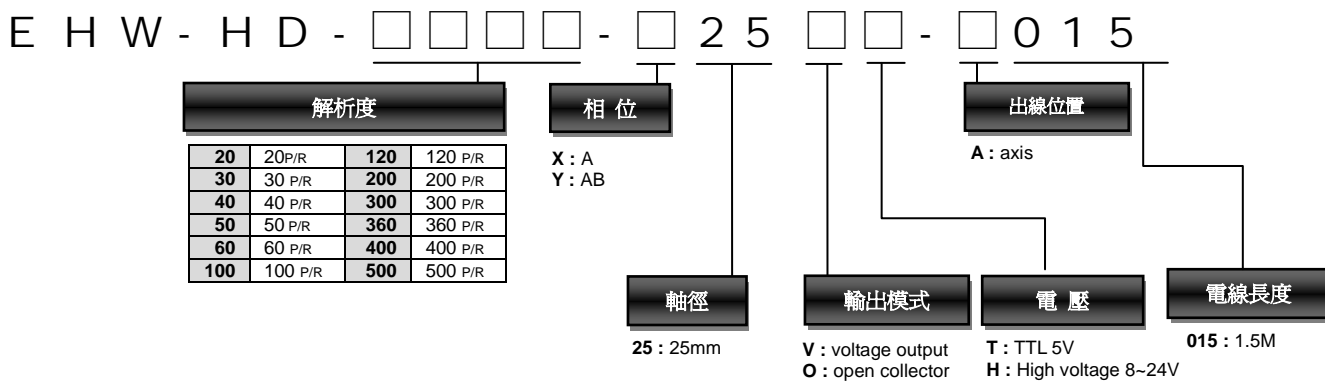 E H W - H D - □□□□ - □ 2 5 □□ - □ 0 1 5
解析度
相 位
出線位置
20 20P/R 120 120 P/R
30 30 P/R 200 200 P/R
40 40 P/R 300 300 P/R
50 50 P/R 360 360 P/R
60 60 P/R 400 400 P/R
100 100 P/R 500 500 P/R
X : A
Y : AB
A : axis
軸徑
輸出模式
電 壓
電線長度
25 : 25mm
V : voltage output
O : open collector
T : TTL 5V
H : High voltage 8~24V
015 : 1.5M